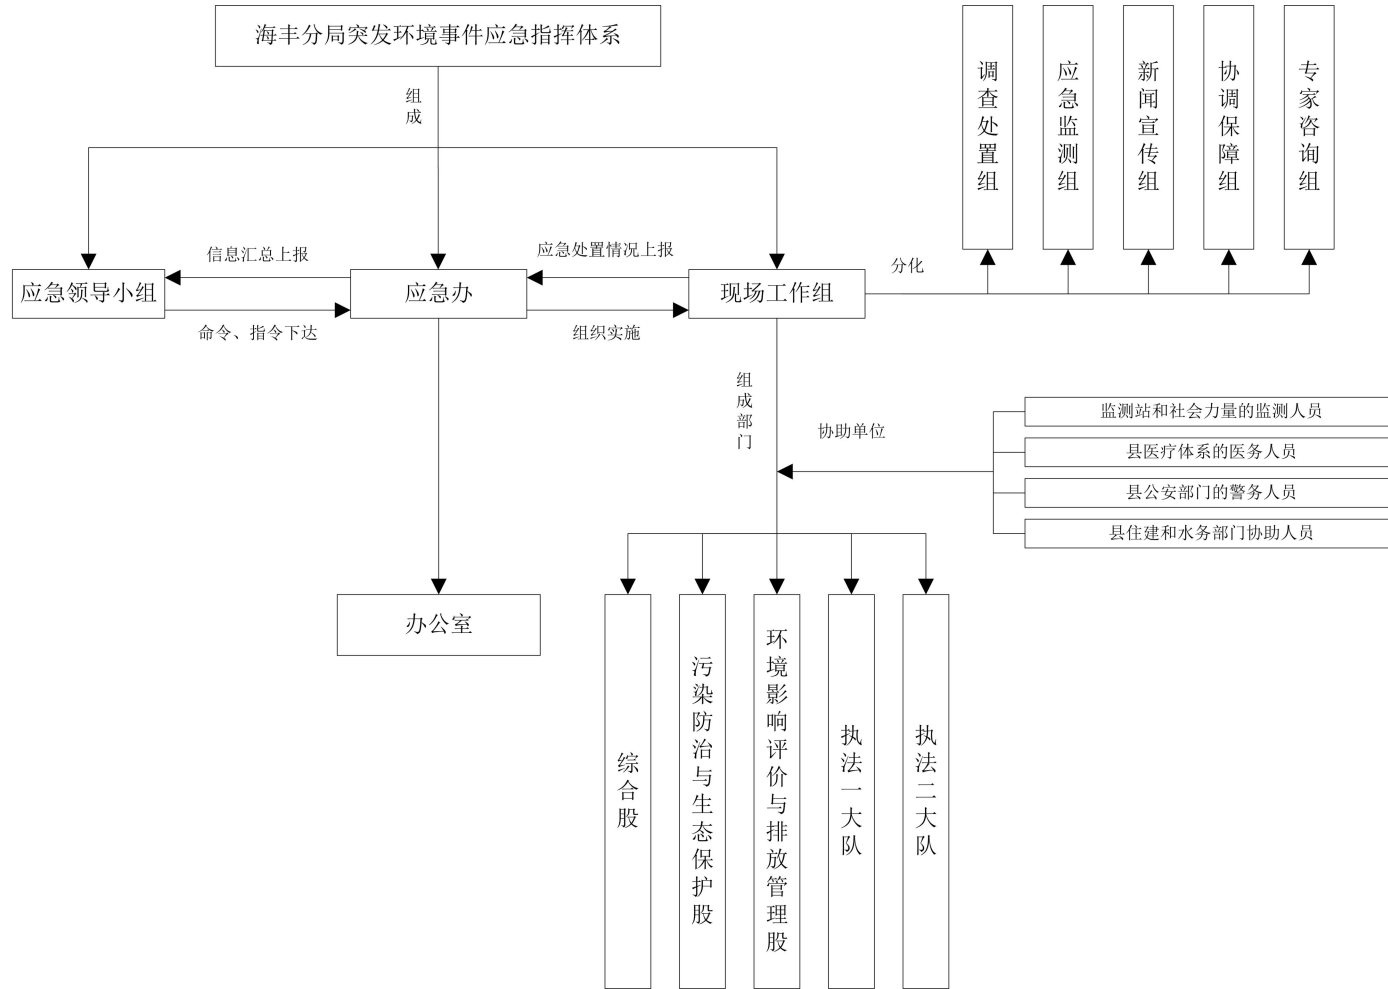 海丰分局突发环境事件应急指挥体系
组成
调查处置组
应急监测组
新闻宣传组
协调保障组
专家咨询组
信息汇总上报
应急处置情况上报
分化
应急领导小组
应急办
现场工作组
命令、指令下达
组织实施
组成部门
协助单位
监测站和社会力量的监测人员
县医疗体系的医务人员
县公安部门的警务人员
县住建和水务部门协助人员
办公室
综合股
污染防治与生态保护股
环境影响评价与排放管理股
执法一大队
执法二大队